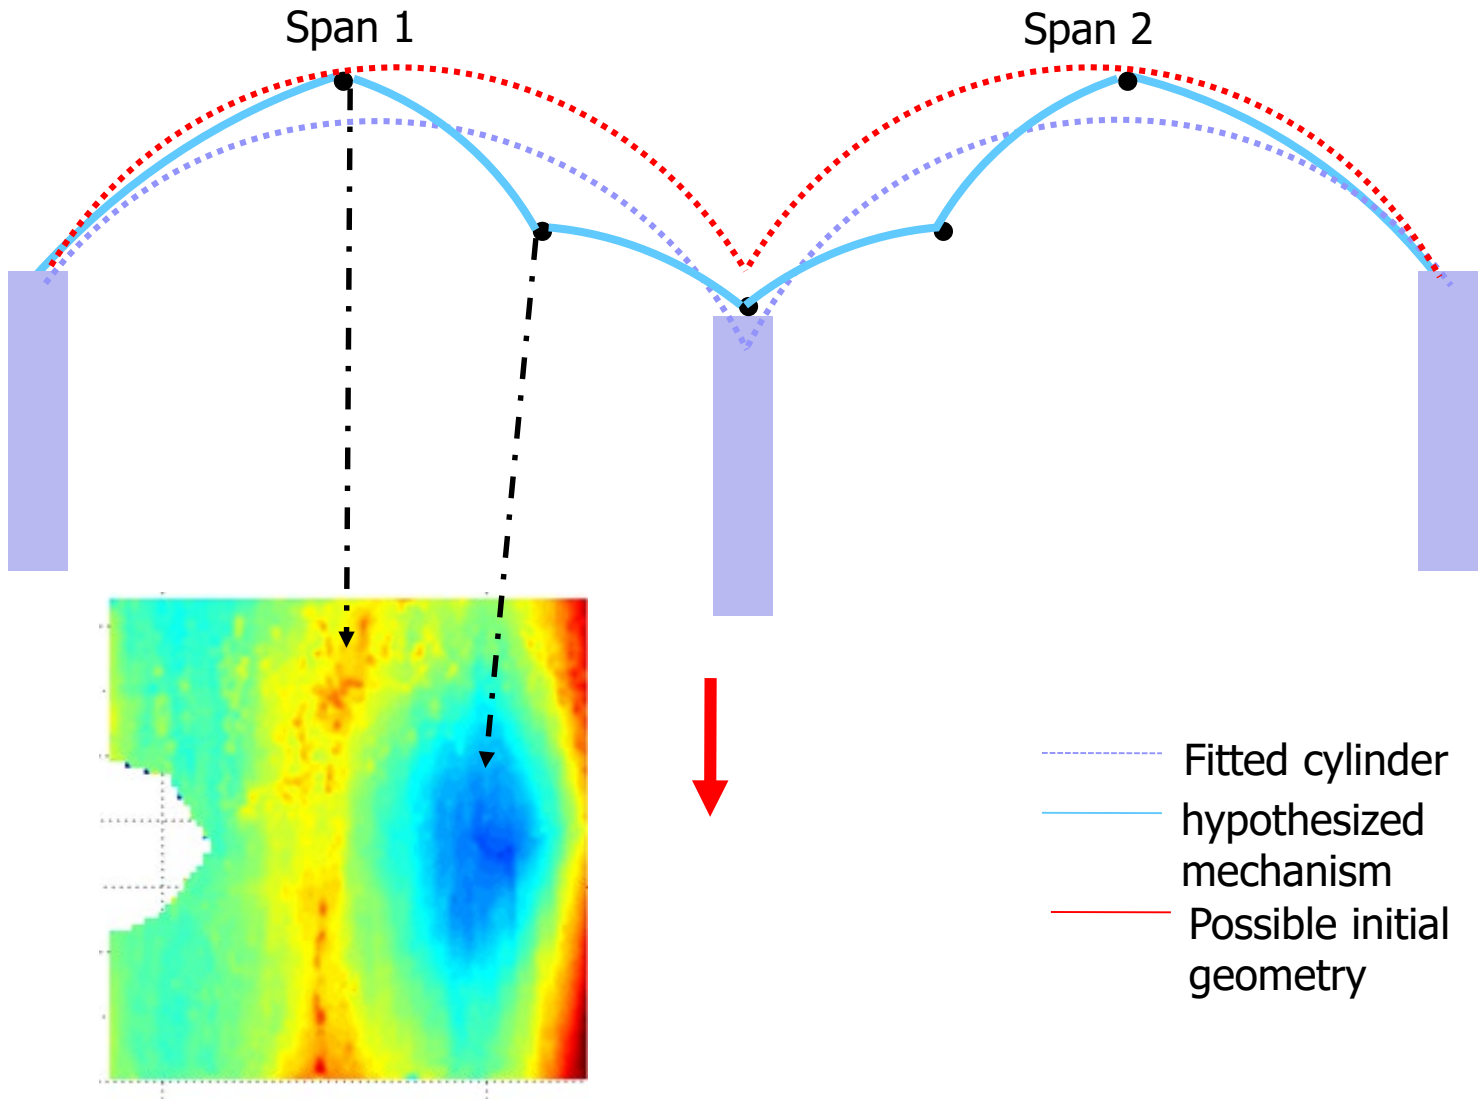 Span 1
Span 2
Fitted cylinder
hypothesized
mechanism
Possible initial
geometry